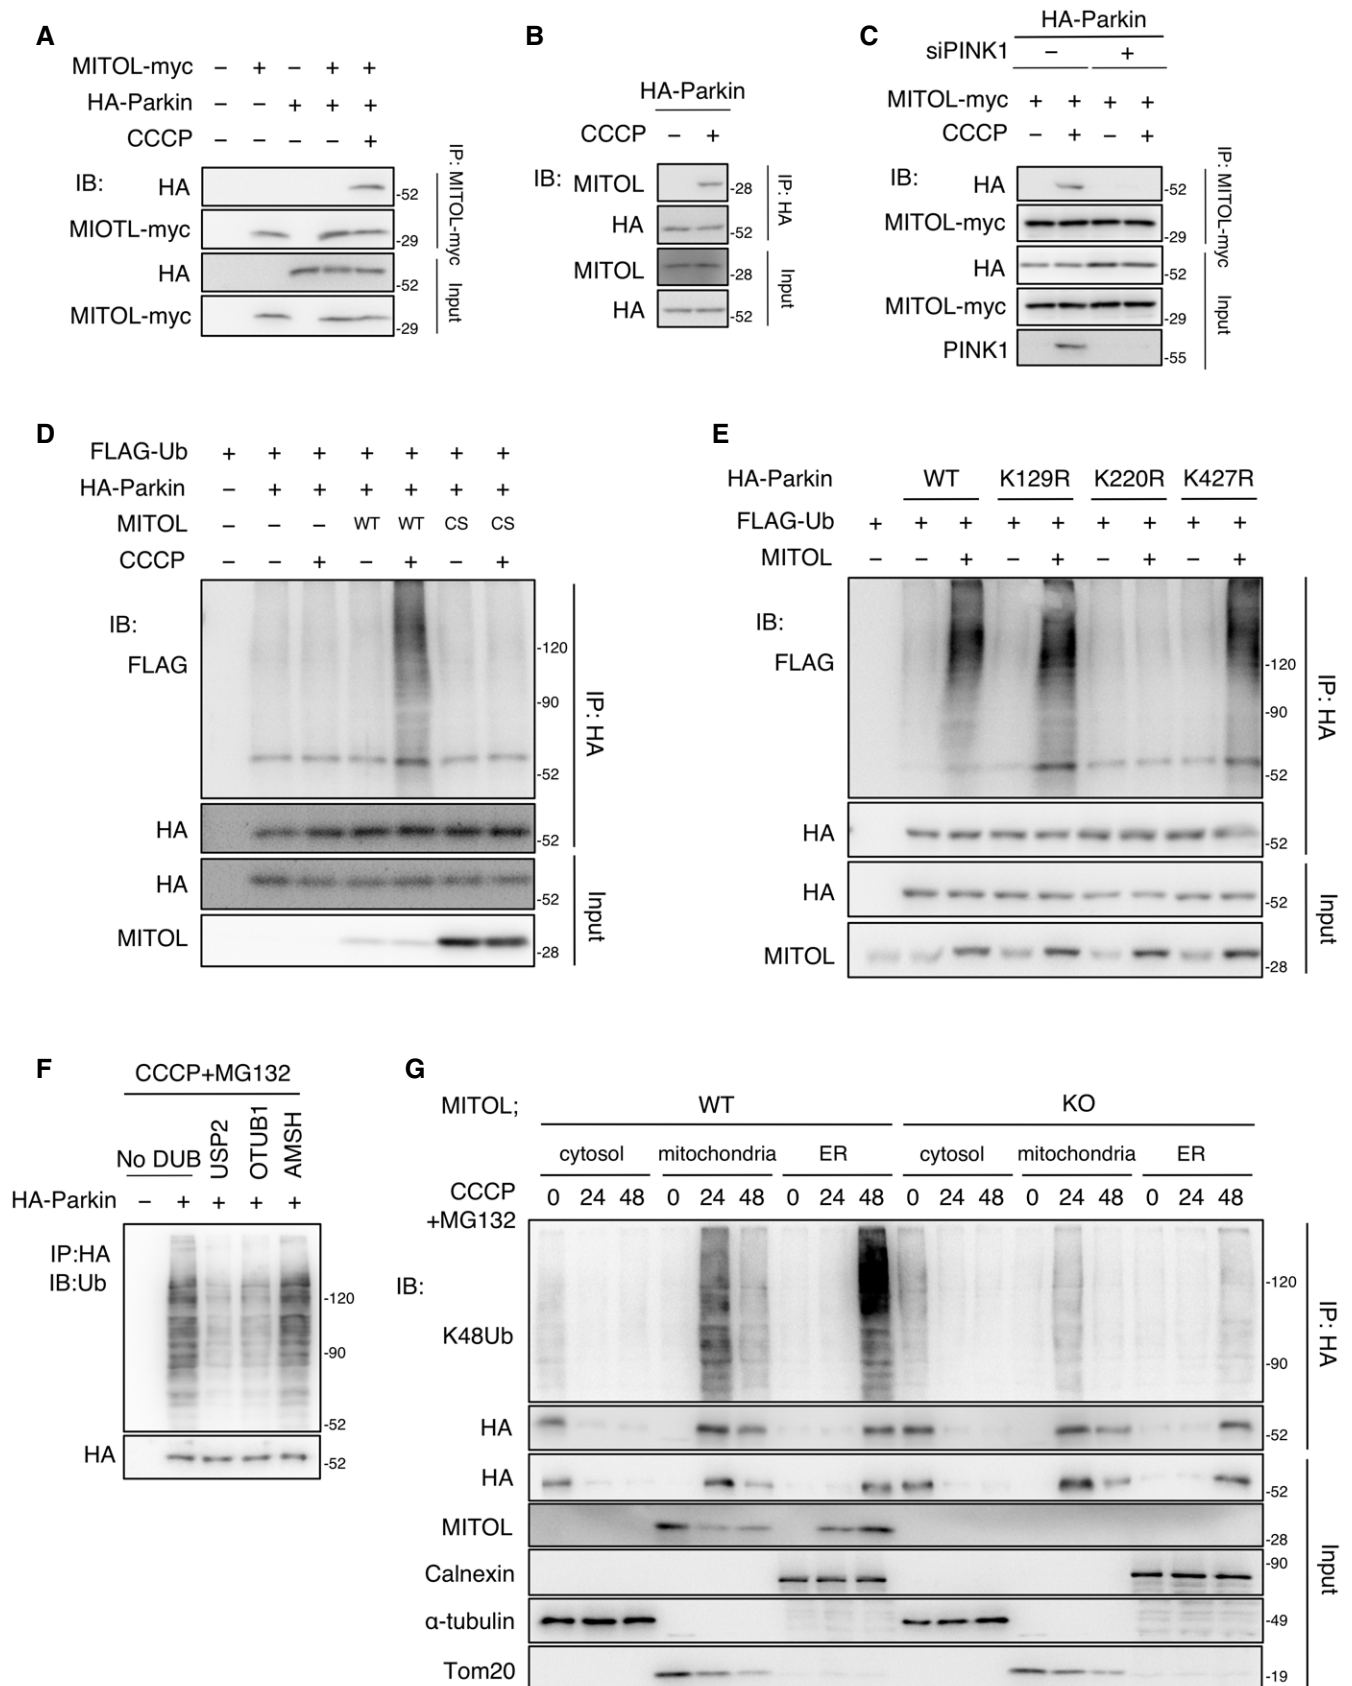 A
MITOL-myc – + – + +
HA-Parkin – – + + +
CCCP – – – – +
IB: HA -52
MIOTL-myc -29
HA -52
MITOL-myc -29
IP: MITOL-myc
Input
B
HA-Parkin
CCCP – +
IB: MITOL -28
HA -52
MITOL -28
HA -52
IP: HA
Input
C
HA-Parkin
siPINK1 – +
MITOL-myc + + + +
CCCP – + – +
IB: HA -52
MITOL-myc -29
HA -52
MITOL-myc -29
PINK1 -55
IP: MITOL-myc
Input
D
FLAG-Ub + + + + + + +
HA-Parkin – + + + + + +
MITOL – – – WT WT CS CS
CCCP – – + – + – +
IB:
FLAG
-120
-90
-52
HA -52
HA -52
MITOL -28
IP: HA
Input
E
HA-Parkin WT K129R K220R K427R
FLAG-Ub + + + + + + + + +
MITOL – – + – + – + – +
IB:
FLAG
-120
-90
-52
HA -52
HA -52
MITOL -28
IP: HA
Input
F
CCCP+MG132
No DUB USP2 OTUB1 AMSH
HA-Parkin – + + + +
IP:HA
IB:Ub
-120
-90
-52
HA -52
G
MITOL; WT KO
cytosol mitochondria ER cytosol mitochondria ER
CCCP 0 24 48 0 24 48 0 24 48 0 24 48 0 24 48 0 24 48
+MG132
IB:
K48Ub
-120
-90
HA -52
HA -52
MITOL -28
Calnexin -90
α-tubulin -49
Tom20 -19
IP: HA
Input